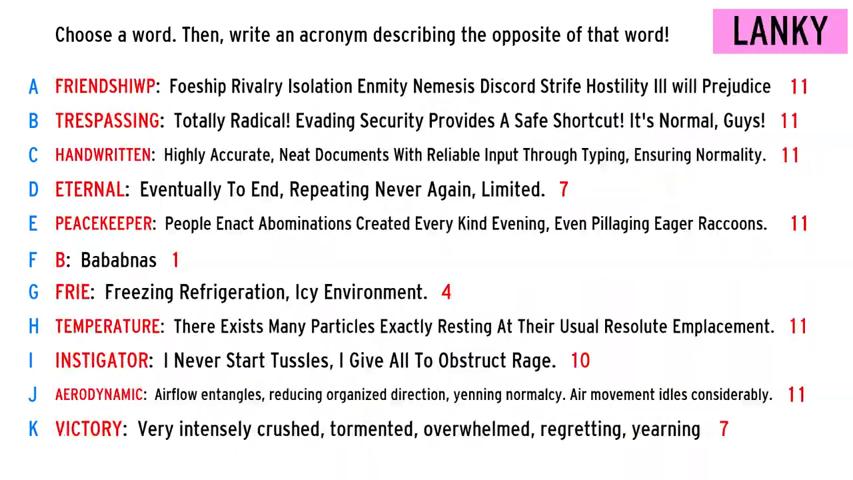 Choose a word. Then, write an acronym describing the opposite of that word!
LANKY
A FRIENDSHIWP: Foeship Rivalry Isolation Enmity Nemesis Discord Strife Hostility Ill will Prejudice 11
B TRESPASSING: Totally Radical! Evading Security Provides A Safe Shortcut! It's Normal, Guys! 11
C HANDWRITTEN: Highly Accurate, Neat Documents With Reliable Input Through Typing, Ensuring Normality. 11
D ETERNAL: Eventually To End, Repeating Never Again, Limited. 7
E PEACEKEEPER: People Enact Abominations Created Every Kind Evening, Even Pillaging Eager Raccoons. 11
F B: Bababnas 1
G FRIE: Freezing Refrigeration, Icy Environment. 4
H TEMPERATURE: There Exists Many Particles Exactly Resting At Their Usual Resolute Emplacement. 11
I INSTIGATOR: I Never Start Tussles, I Give All To Obstruct Rage. 10
J AERODYNAMIC: Airflow entangles, reducing organized direction, yenning normalcy. Air movement idles considerably. 11
K VICTORY: Very intensely crushed, tormented, overwhelmed, regretting, yearning 7